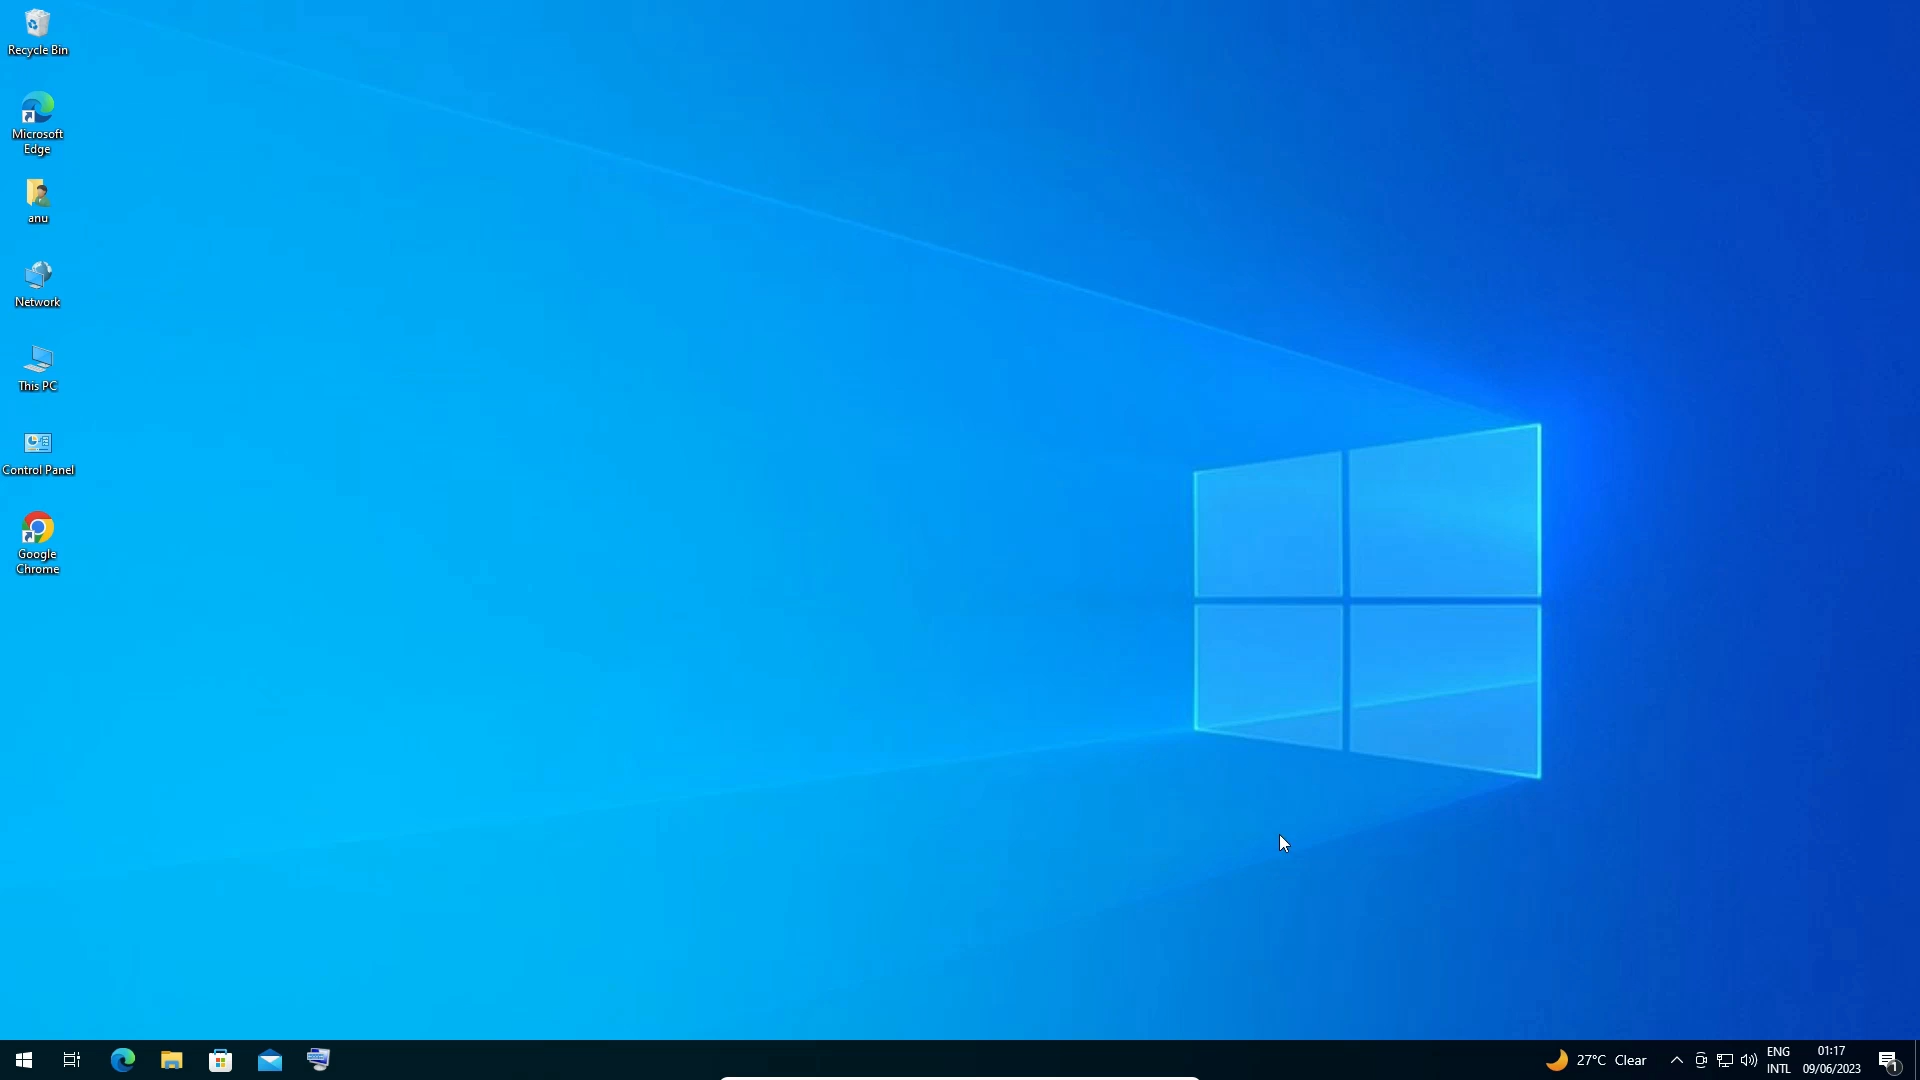 Recycle Bin
Microsoft
Edge
anu
Network
This PC
Control Panel
Google
Chrome
27°C Clear
ENG
INTL
01:17
09/06/2023
1